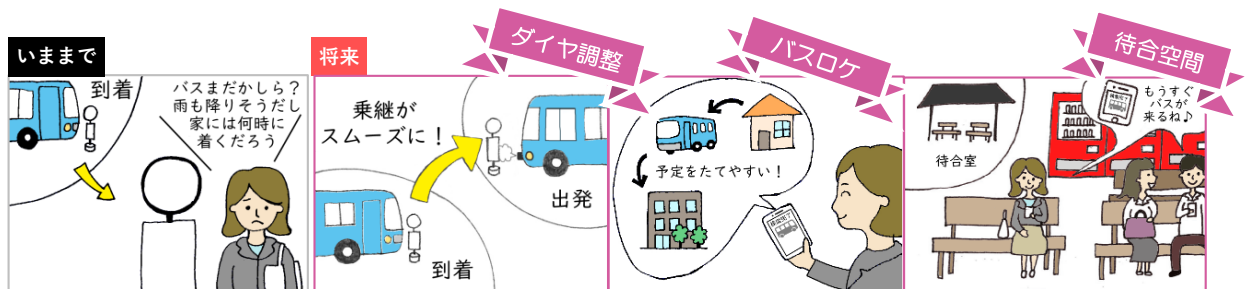 いままで
到着
バスまだかしら？
雨も降りそうだし
家には何時に
着くだろう
将来
ダイヤ調整
乗継が
スムーズに！
到着
出発
バスロケ
予定をたてやすい！
待合空間
待合室
もうすぐ
バスが
来るね♪